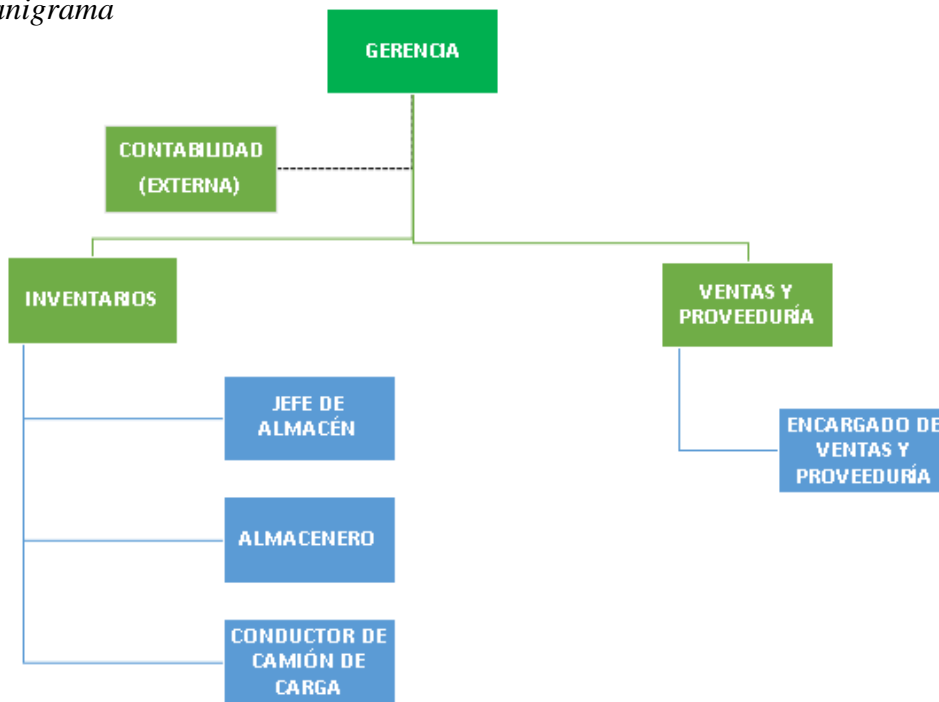 anigrama
GERENCIA
CONTABILIDAD
(EXTERNA)
INVENTARIOS
VENTAS Y
PROVEEDURÍA
JEFE DE
ALMACÉN
ENCARGADO DE
VENTAS Y
PROVEEDURÍA
ALMACENERO
CONDUCTOR DE
CAMIÓN DE
CARGA